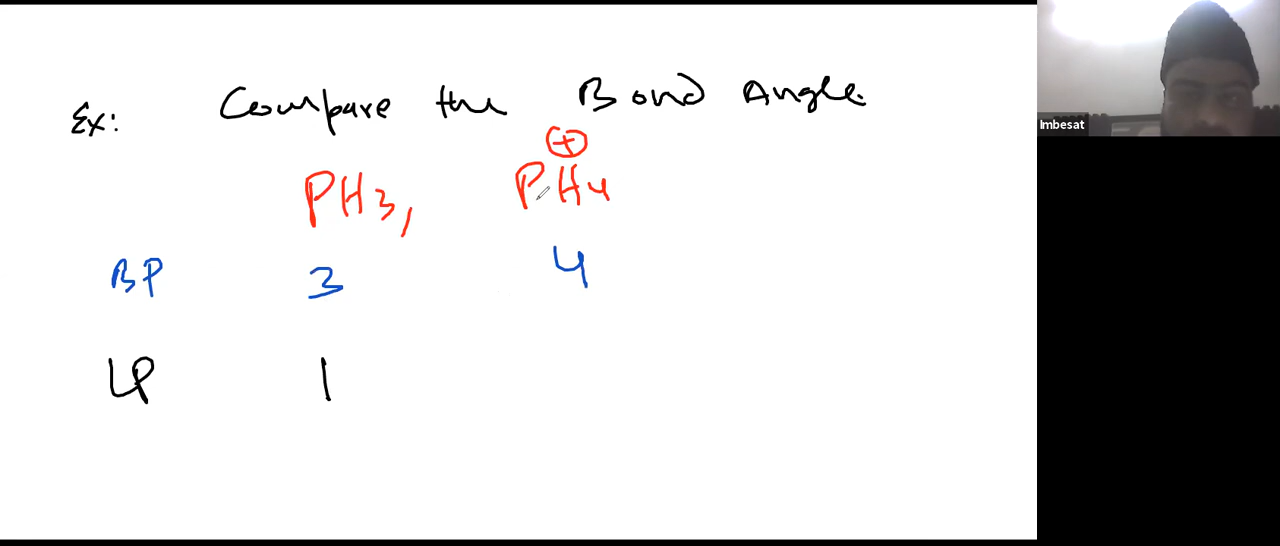 Ex: Compare the Bond Angle.
Imbesat
PH3, PH4 ⊕
BP 3 4
LP 1